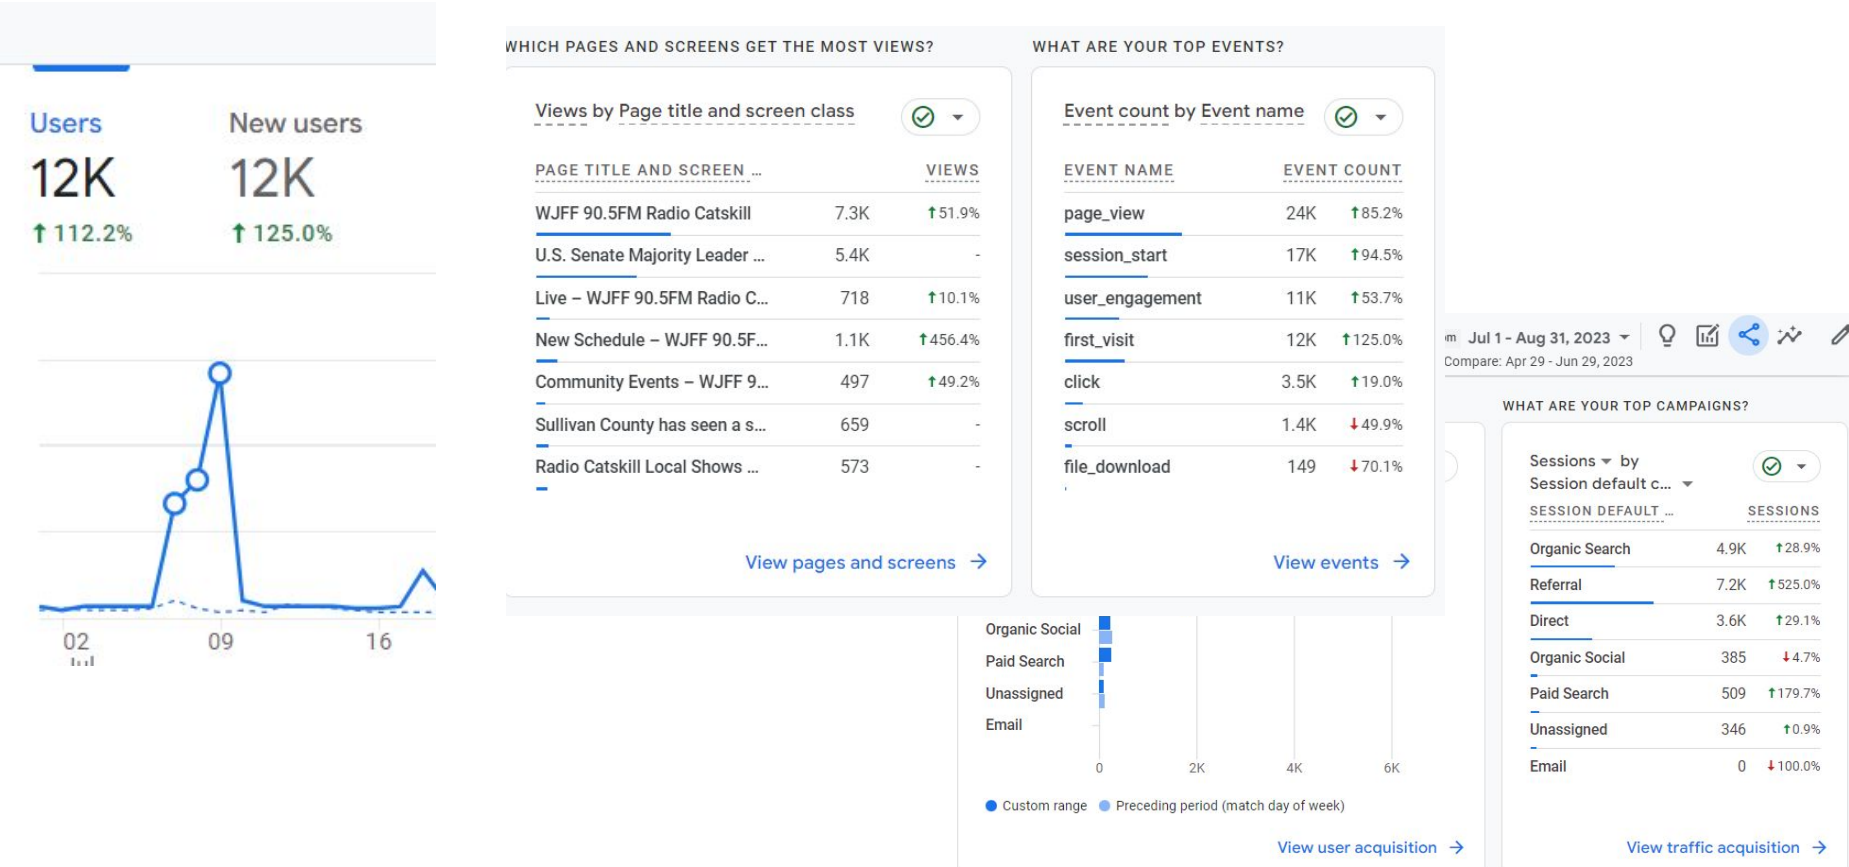 Users New users
12K 12K
112.2% 125.0%
02 09 16
Jul
WHICH PAGES AND SCREENS GET THE MOST VIEWS?
Views by Page title and screen class
PAGE TITLE AND SCREEN ... VIEWS
WJFF 90.5FM Radio Catskill 7.3K 51.9%
U.S. Senate Majority Leader ... 5.4K -
Live – WJFF 90.5FM Radio C... 718 10.1%
New Schedule – WJFF 90.5F... 1.1K 456.4%
Community Events – WJFF 9... 497 49.2%
Sullivan County has seen a s... 659 -
Radio Catskill Local Shows ... 573 -
View pages and screens
WHAT ARE YOUR TOP EVENTS?
Event count by Event name
EVENT NAME EVENT COUNT
page_view 24K 85.2%
session_start 17K 94.5%
user_engagement 11K 53.7%
first_visit 12K 125.0%
click 3.5K 19.0%
scroll 1.4K 49.9%
file_download 149 70.1%
View events
Organic Social
Paid Search
Unassigned
Email
0 2K 4K 6K
Custom range Preceding period (match day of week)
View user acquisition
Jul 1 - Aug 31, 2023
Compare: Apr 29 - Jun 29, 2023
WHAT ARE YOUR TOP CAMPAIGNS?
Sessions by
Session default c...
SESSION DEFAULT ... SESSIONS
Organic Search 4.9K 28.9%
Referral 7.2K 525.0%
Direct 3.6K 29.1%
Organic Social 385 4.7%
Paid Search 509 179.7%
Unassigned 346 0.9%
Email 0 100.0%
View traffic acquisition